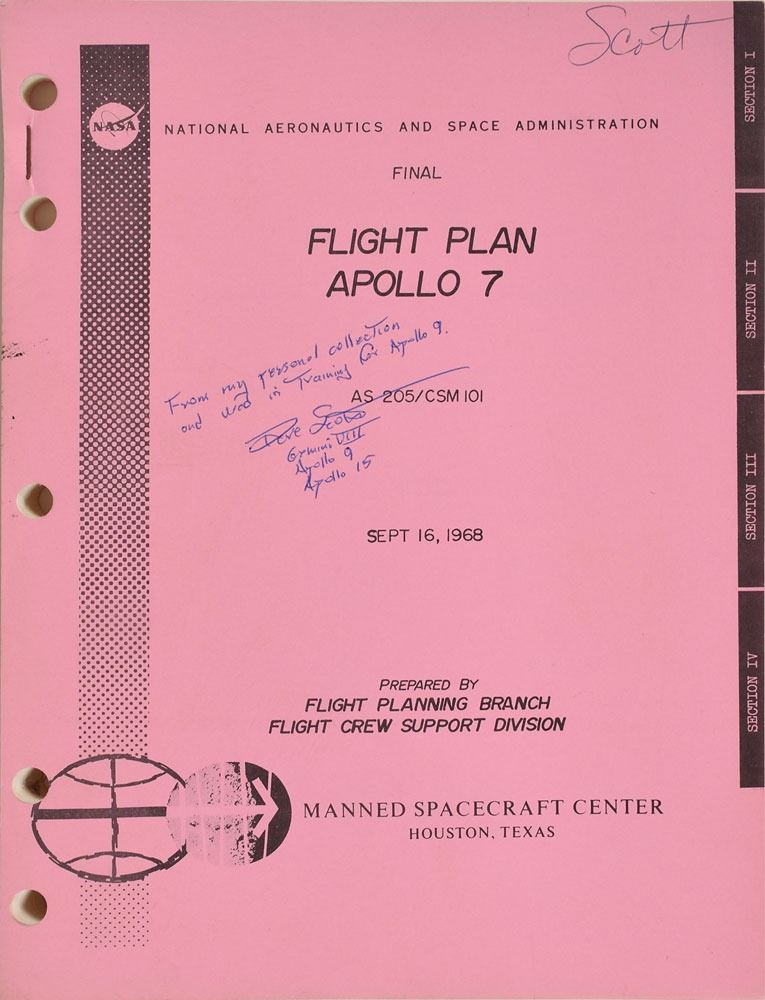 Scott
NASA
NATIONAL AERONAUTICS AND SPACE ADMINISTRATION
FINAL
FLIGHT PLAN
APOLLO 7
From my personal collection
and used in Training for Apollo 9.
AS 205/CSM 101
Dave Scott
Gemini VIII
Apollo 9
Apollo 15
SEPT 16, 1968
PREPARED BY
FLIGHT PLANNING BRANCH
FLIGHT CREW SUPPORT DIVISION
MANNED SPACECRAFT CENTER
HOUSTON, TEXAS
SECTION I
SECTION II
SECTION III
SECTION IV